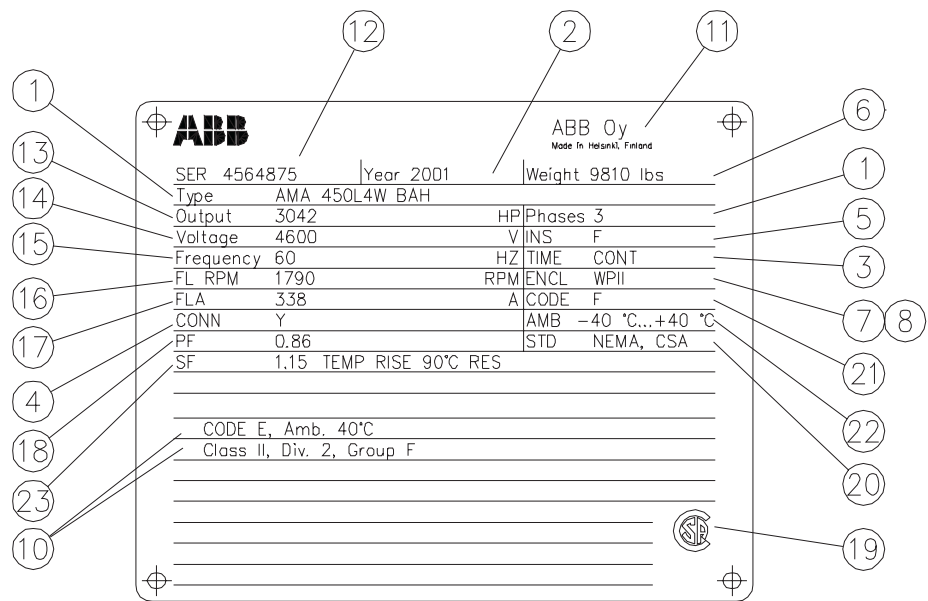 12 2 11
1
ABB ABB Oy
Made in Helsinki, Finland
6
13
SER 4564875 Year 2001 Weight 9810 lbs
1
Type AMA 450L4W BAH
14
Output 3042 HP Phases 3
5
Voltage 4600 V INS F
15
Frequency 60 HZ TIME CONT
3
16
FL RPM 1790 RPM ENCL WPII
FLA 338 A CODE F
7 8
17
CONN Y AMB -40 °C...+40 °C
PF 0.86 STD NEMA, CSA
21
SF 1.15 TEMP RISE 90°C RES
4
22
CODE E, Amb. 40°C
18
Class II, Div. 2, Group F
20
23
10
19